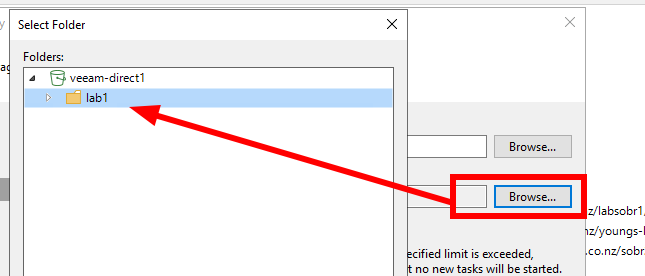 Select Folder
Folders:
veeam-direct1
lab1
Browse...
Browse...
z/labsobr1,
nz/youngs-
.co.nz/sobr
ecified limit is exceeded,
t no new tasks will be started.